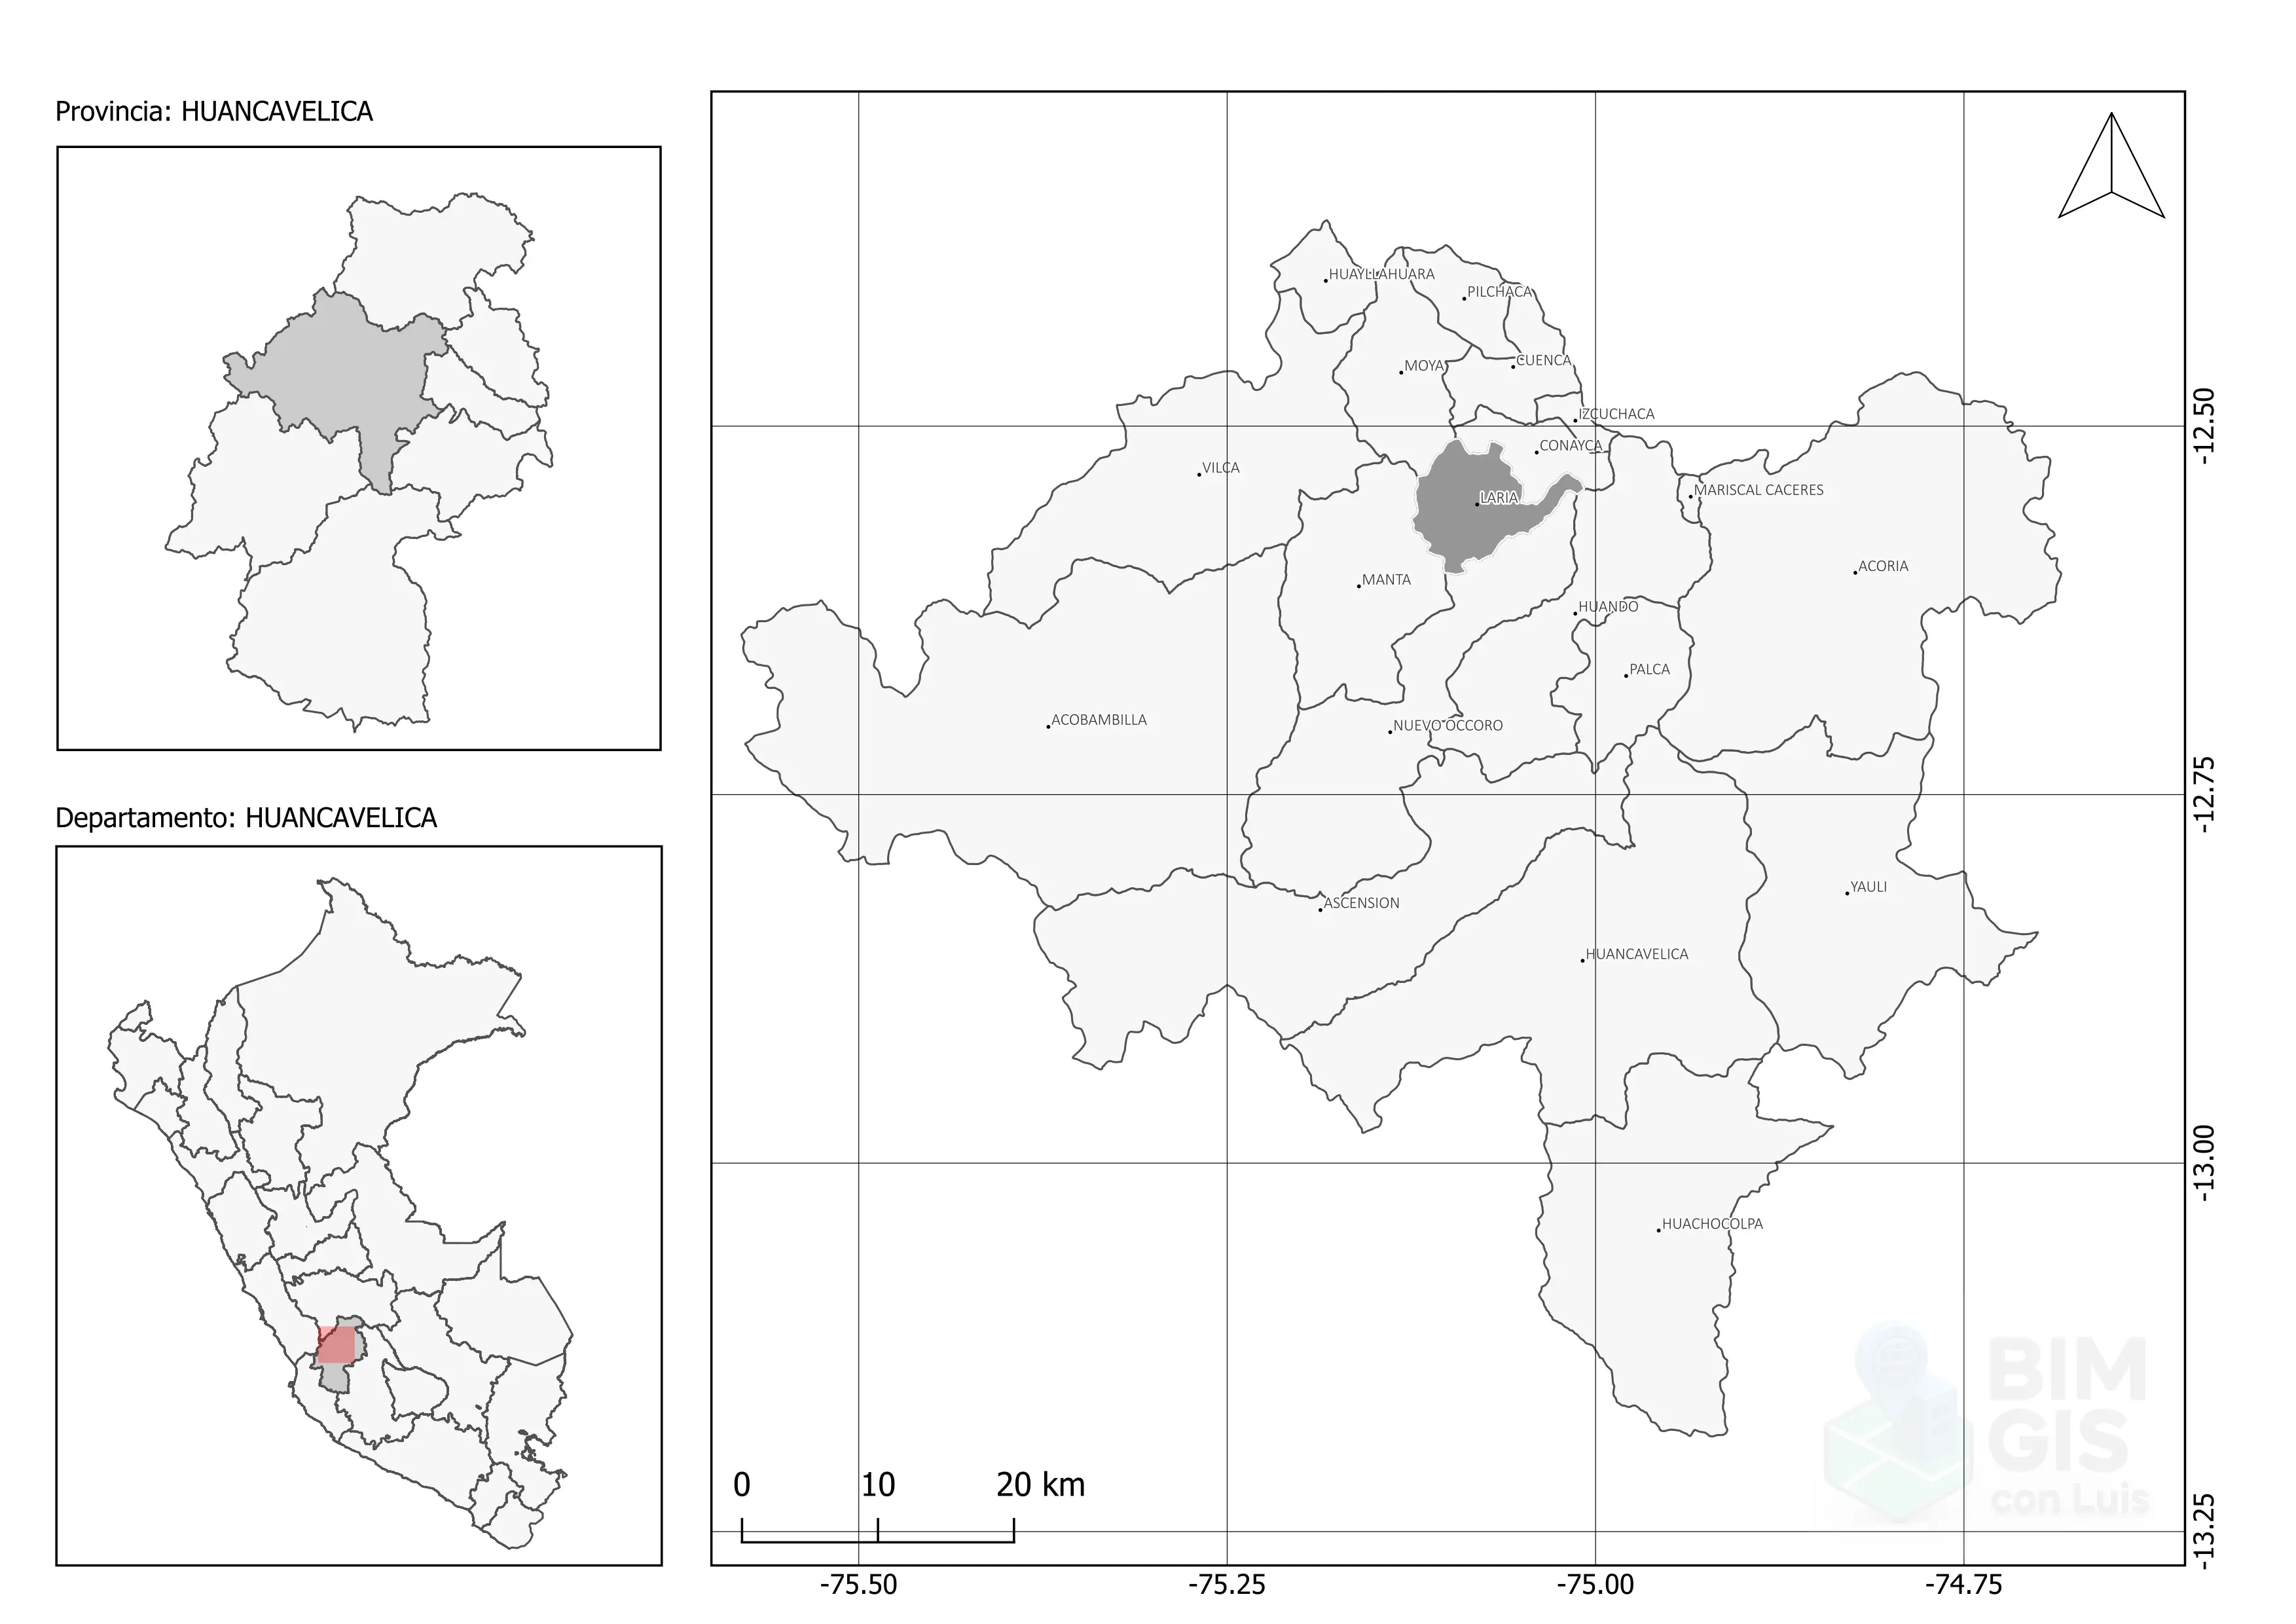 Provincia: HUANCAVELICA
Departamento: HUANCAVELICA
HUAYLLAHUARA
PILCHACA
MOYA
CUENCA
IZCUCHACA
CONAYCA
VILCA
MARISCAL CACERES
LARIA
ACORIA
MANTA
HUANDO
PALCA
ACOBAMBILLA
NUEVO OCCORO
YAULI
ASCENSION
HUANCAVELICA
HUACHOCOLPA
-12.50
-12.75
-13.00
-13.25
0 10 20 km
-75.50 -75.25 -75.00 -74.75
BIM
GIS
con Luis